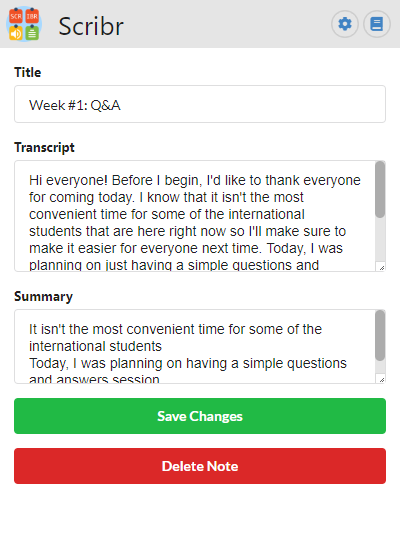 SCR IBR
Scribr
Title
Week #1: Q&A
Transcript
Hi everyone! Before I begin, I'd like to thank everyone
for coming today. I know that it isn't the most
convenient time for some of the international
students that are here right now so I'll make sure to
make it easier for everyone next time. Today, I was
planning on just having a simple questions and
Summary
It isn't the most convenient time for some of the
international students
Today, I was planning on having a simple questions
and answers session
Save Changes
Delete Note